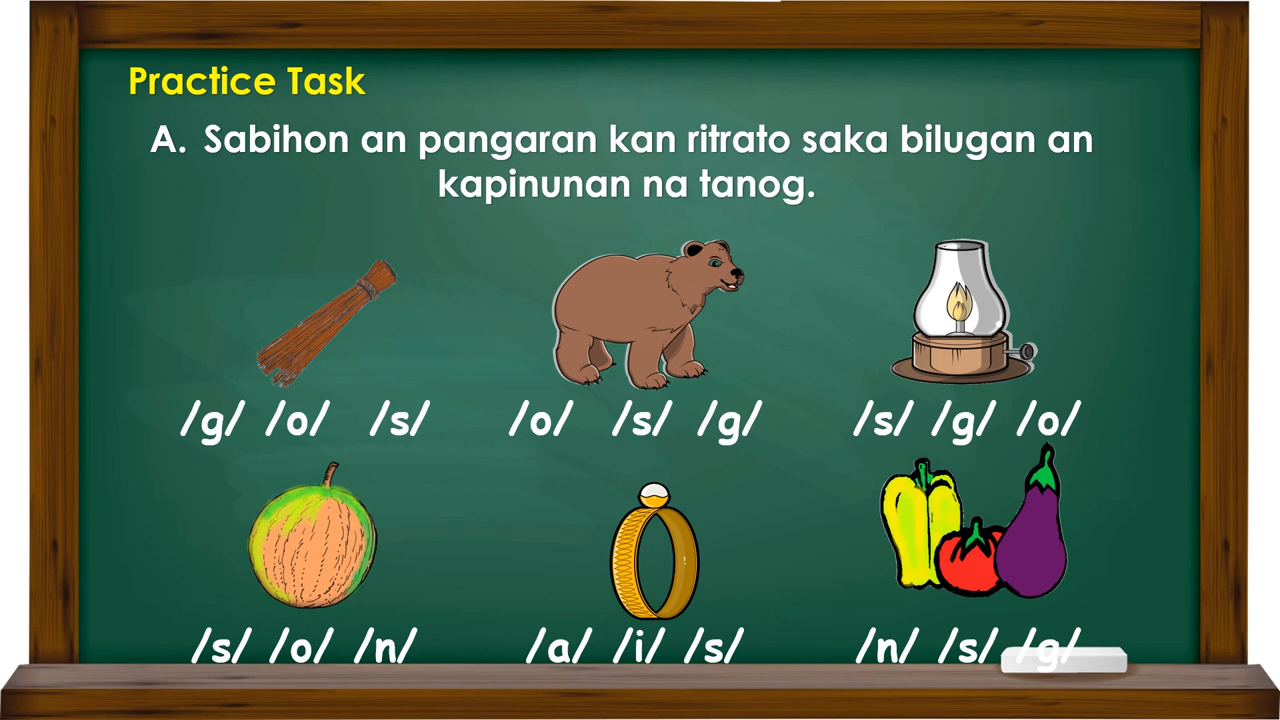 Practice Task
A. Sabihon an pangaran kan ritrato saka bilugan an
kapinunan na tanog.
/g/ /o/ /s/ /o/ /s/ /g/ /s/ /g/ /o/
/s/ /o/ /n/ /a/ /i/ /s/ /n/ /s/ /g/